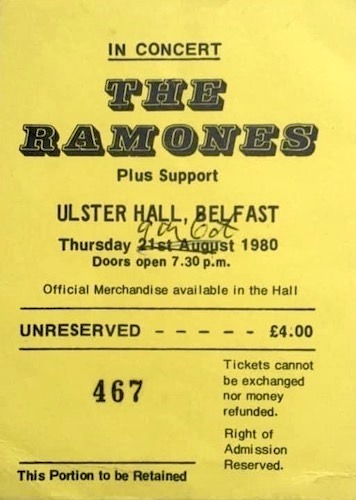 IN CONCERT
THE
RAMONES
Plus Support
ULSTER HALL, BELFAST
9th Oct
Thursday 21st August 1980
Doors open 7.30 p.m.
Official Merchandise available in the Hall
UNRESERVED - - - - - £4.00
467
Tickets cannot
be exchanged
nor money
refunded.
Right of
Admission
Reserved.
This Portion to be Retained